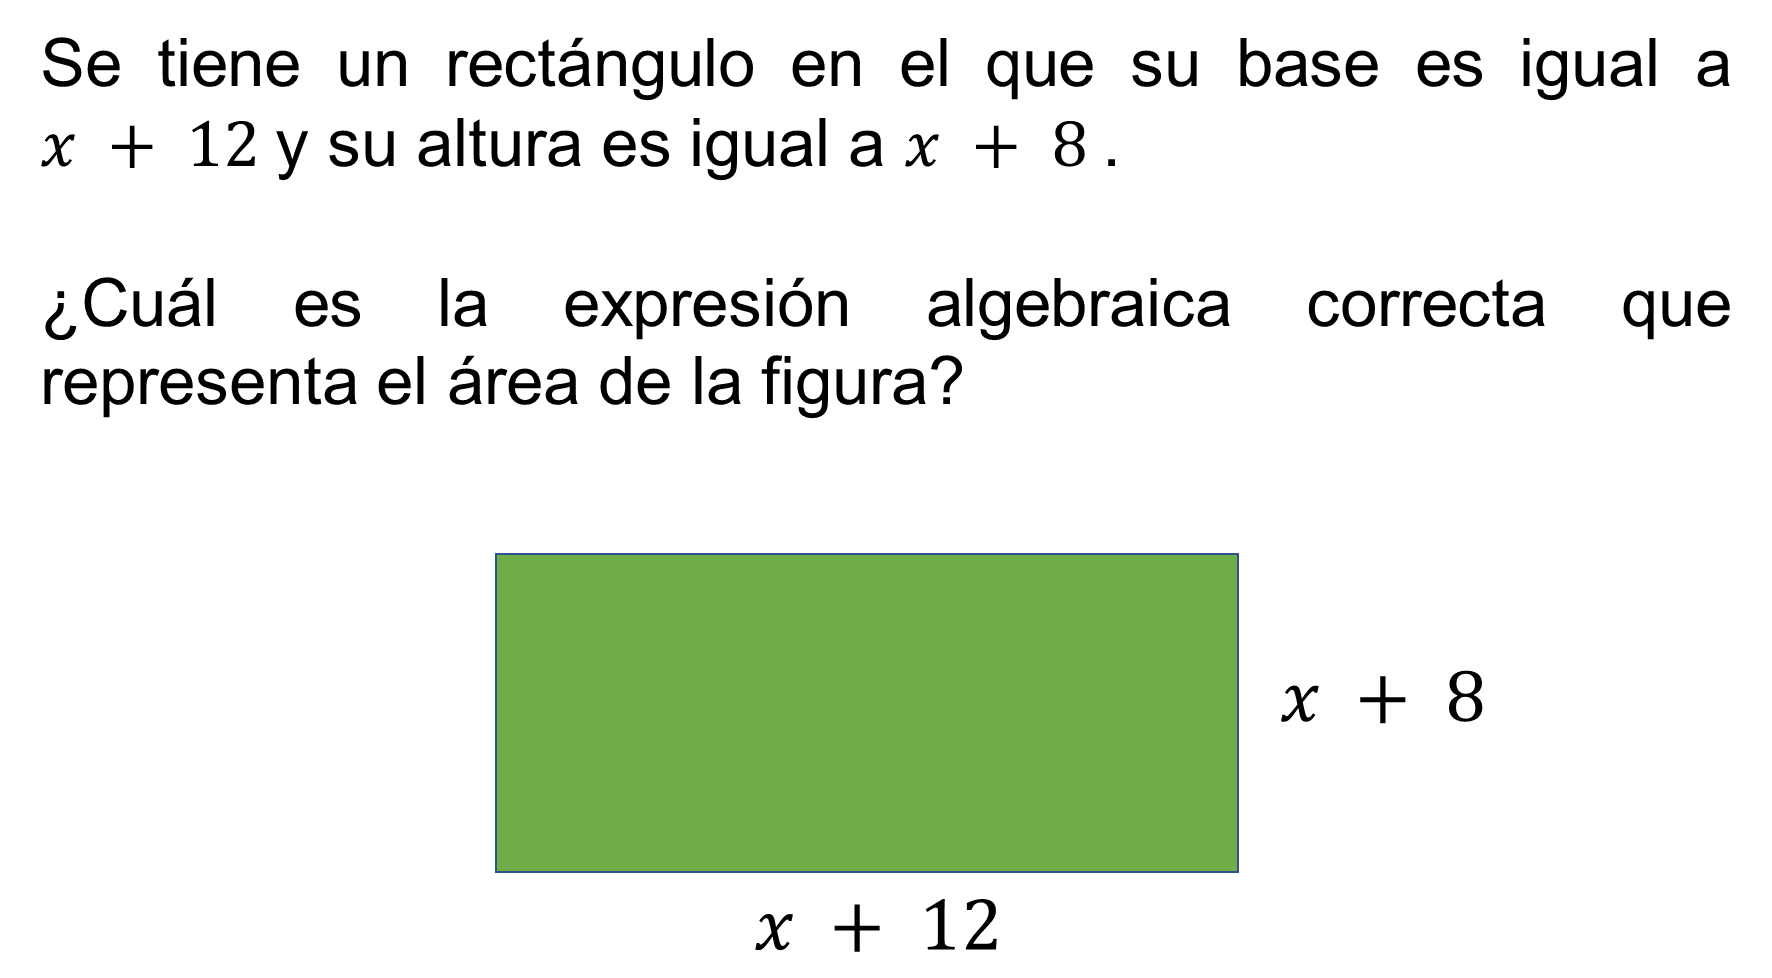 Se tiene un rectángulo en el que su base es igual a
x + 12 y su altura es igual a x + 8 .
¿Cuál es la expresión algebraica correcta que
representa el área de la figura?
x + 8
x + 12